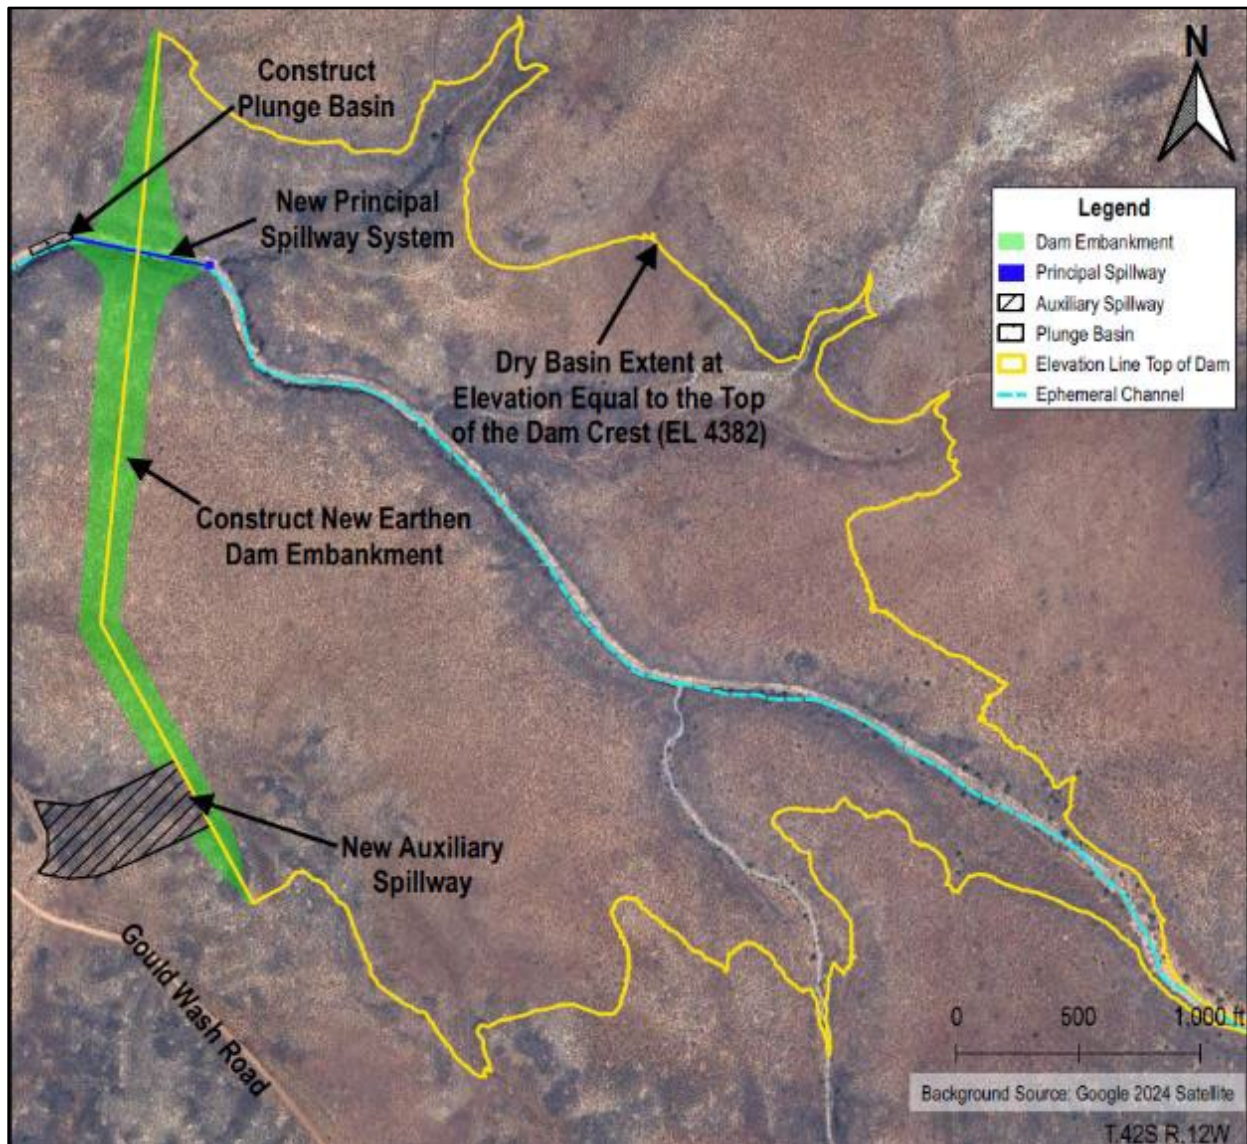 Construct
Plunge Basin
N
New Principal
Spillway System
Legend
Dam Embankment
Principal Spillway
Auxiliary Spillway
Plunge Basin
Elevation Line Top of Dam
Ephemeral Channel
Dry Basin Extent at
Elevation Equal to the Top
of the Dam Crest (EL 4382)
Construct New Earthen
Dam Embankment
New Auxiliary
Spillway
Gould Wash Road
0 500 1,000 ft
Background Source: Google 2024 Satellite
T.42S R.12W